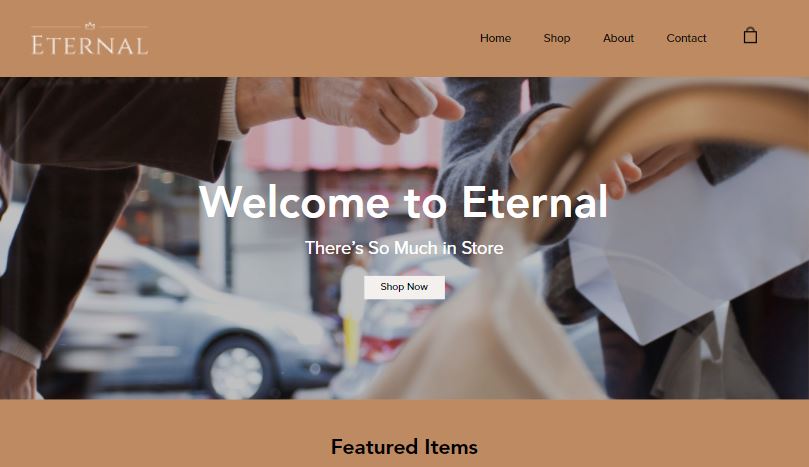 ETERNAL
Home Shop About Contact
Welcome to Eternal
There's So Much in Store
Shop Now
Featured Items